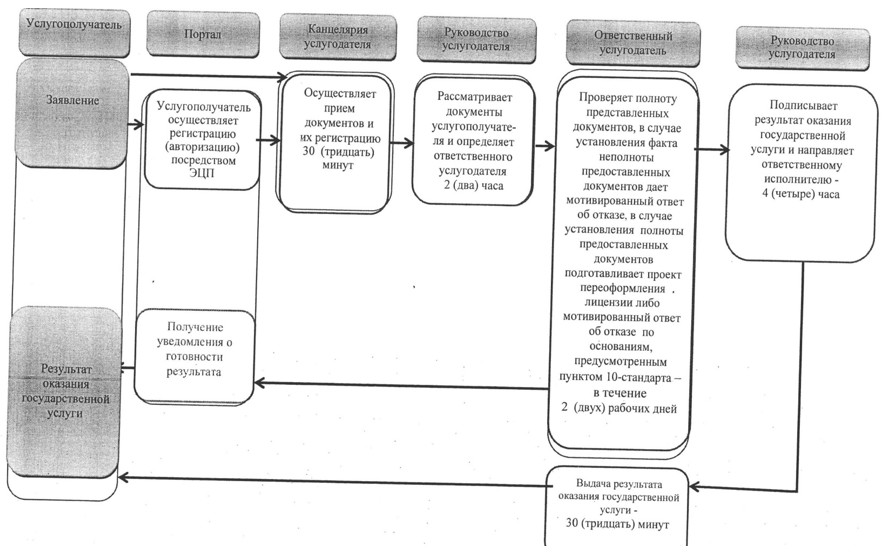 Услугополучатель
Портал
Канцелярия
услугодателя
Руководство
услугодателя
Ответственный
услугодатель
Руководство
услугодателя
Заявление
Услугополучатель
осуществляет
регистрацию
(авторизацию)
посредством
ЭЦП
Осуществляет
прием
документов и
их регистрацию
30 (тридцать)
минут
Рассматривает
документы
услугополучате-
ля и определяет
ответственного
услугодателя
2 (два) часа
Проверяет полноту
представленных
документов, в случае
установления факта
неполноты
предоставленных
документов дает
мотивированный ответ
об отказе, в случае
установления полноты
предоставленных
документов
подготавливает проект
переоформления .
лицензии либо
мотивированный ответ
об отказе по
основаниям,
предусмотренным
пунктом 10-стандарта –
в течение
2 (двух) рабочих дней
Подписывает
результат оказания
государственной
услуги и направляет
ответственному
исполнителю -
4 (четыре) часа
Получение
уведомления о
готовности
результата
Результат
оказания
государственной
услуги
Выдача результата
оказания государственной
услуги -
30 (тридцать) минут